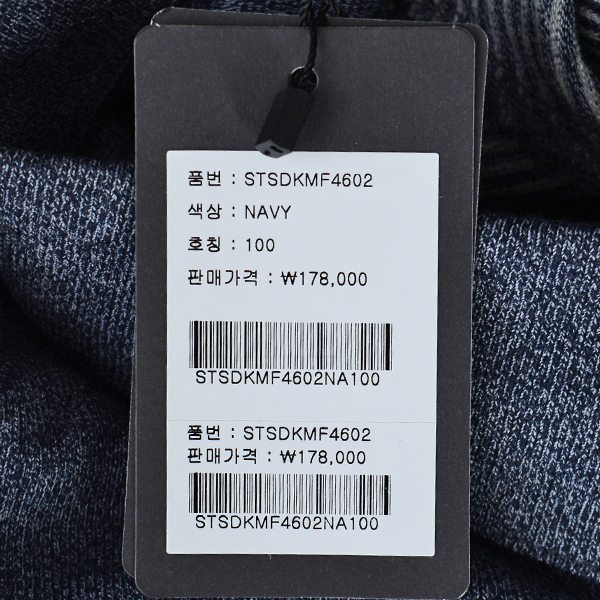 품번 : STSDKMF4602
색상 : NAVY
호칭 : 100
판매가격 : ₩178,000
STSDKMF4602NA100
품번 : STSDKMF4602
판매가격 : ₩178,000
STSDKMF4602NA100